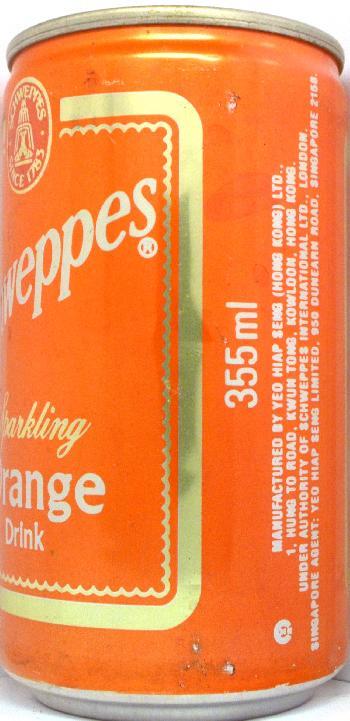 SCHWEPPES
SINCE 1783
weppes®
Sparkling
range
Drink
355 ml
MANUFACTURED BY YEO HIAP SENG (HONG KONG) LTD.,
1, HUNG TO ROAD, KWUN TONG, KOWLOON, HONG KONG.
UNDER AUTHORITY OF SCHWEPPES INTERNATIONAL LTD., LONDON.
SINGAPORE AGENT: YEO HIAP SENG LIMITED, 950 DUNEARN ROAD, SINGAPORE 2158.